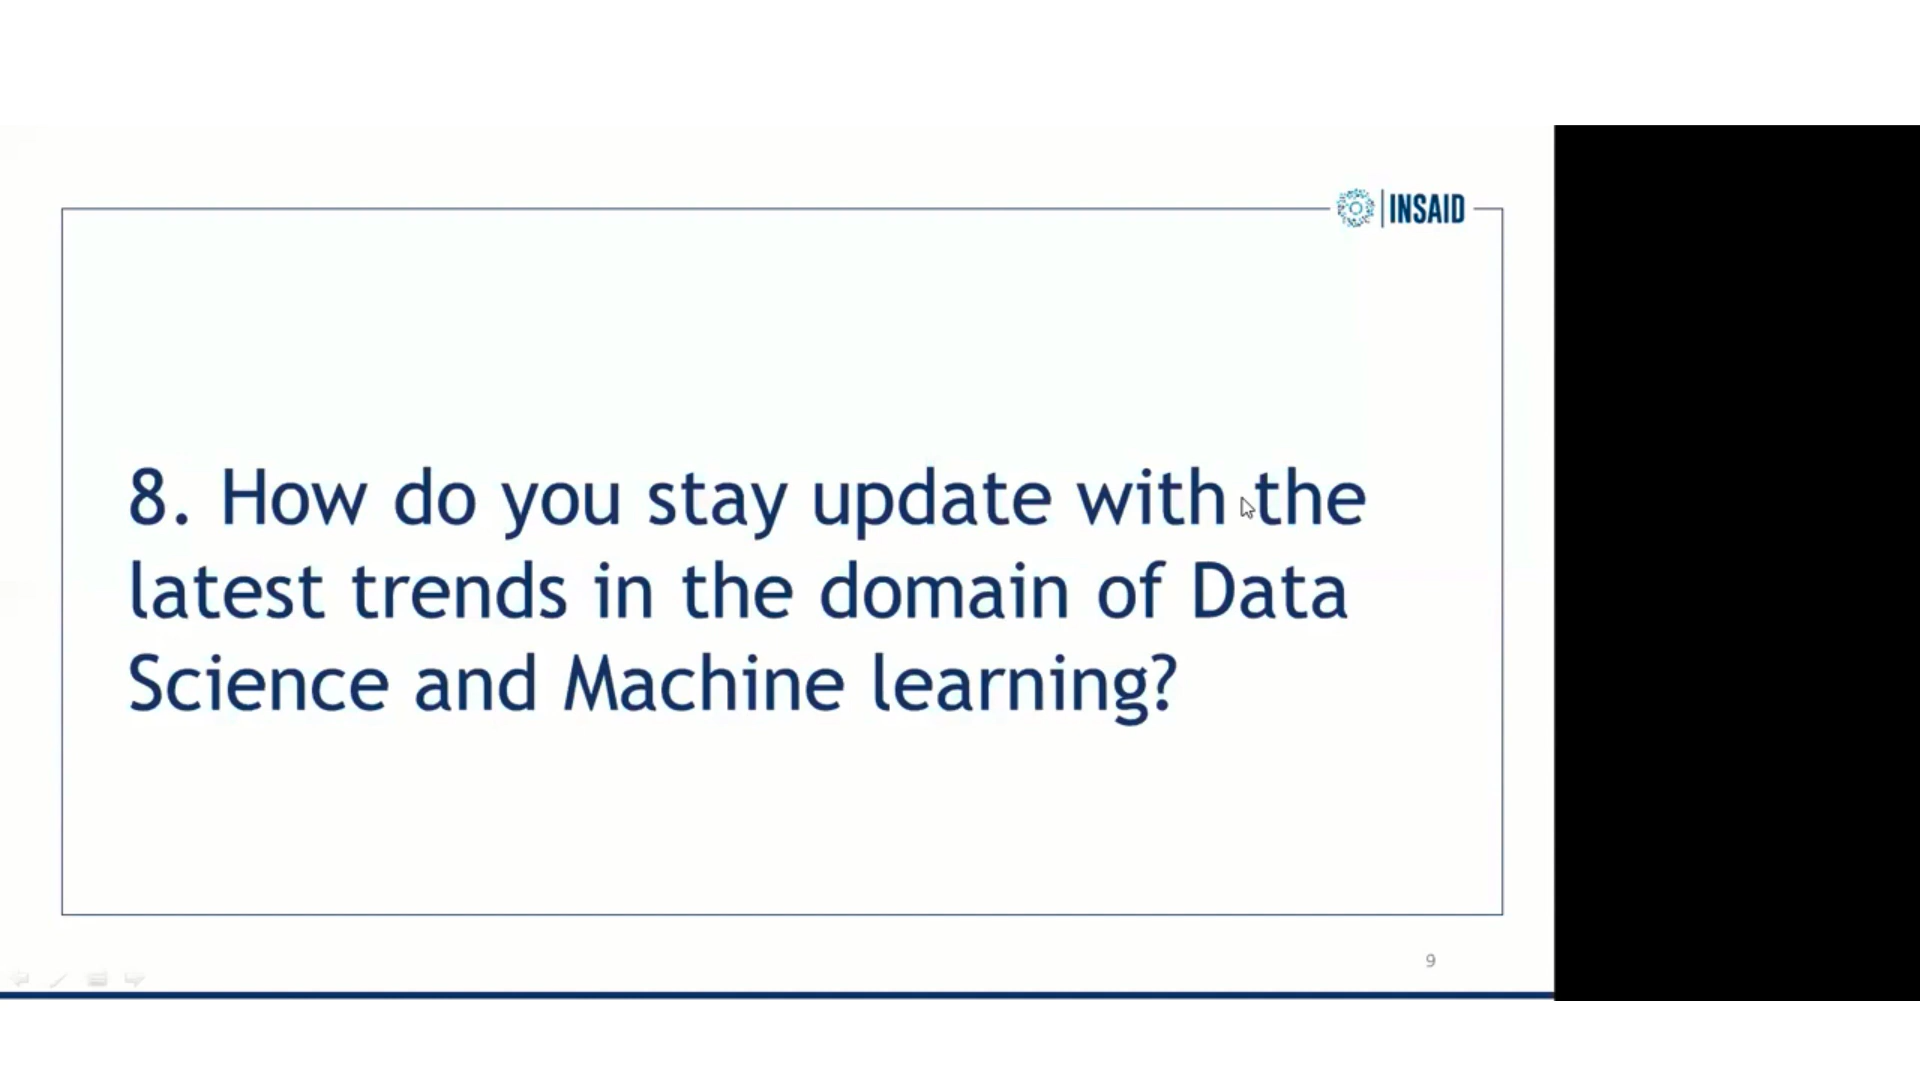 INSAID
8. How do you stay update with the
latest trends in the domain of Data
Science and Machine learning?
9